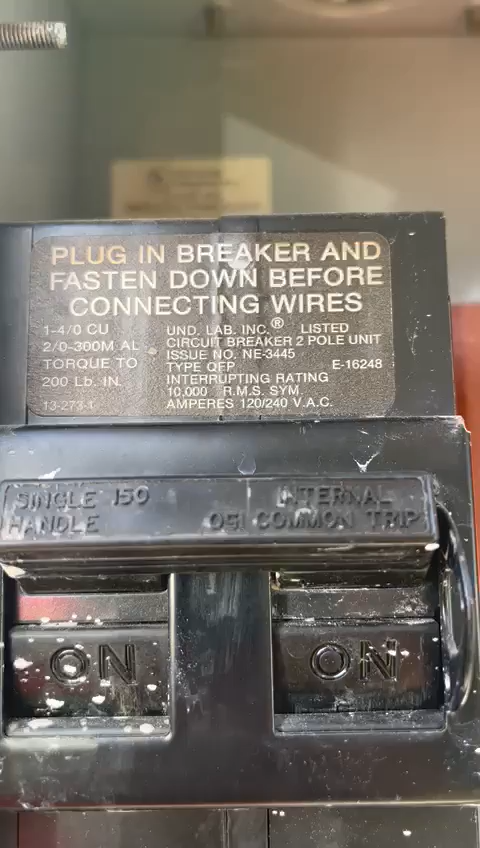 PLUG IN BREAKER AND
FASTEN DOWN BEFORE
CONNECTING WIRES
1-4/0 CU
2/0-300M AL
TORQUE TO
200 Lb. IN.
13-273-1
UND. LAB. INC.® LISTED
CIRCUIT BREAKER 2 POLE UNIT
ISSUE NO. NE-3445
TYPE QFP E-16248
INTERRUPTING RATING
10,000 R.M.S. SYM.
AMPERES 120/240 V.A.C.
SINGLE 150
HANDLE
INTERNAL
COMMON TRIP
ON
ON